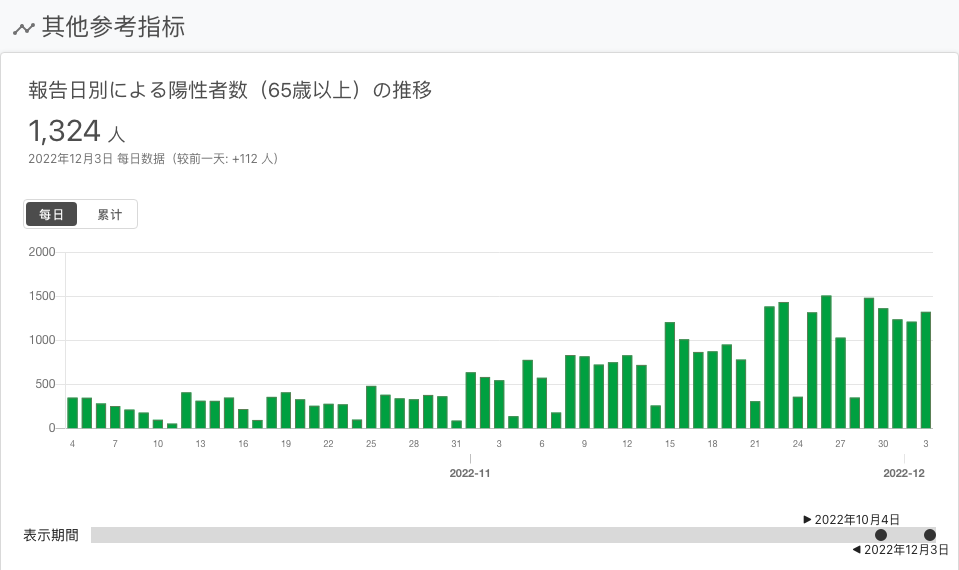 其他参考指标
報告日別による陽性者数（65歳以上）の推移
1,324 人
2022年12月3日 每日数据（较前一天: +112 人）
每日 累计
2000
1500
1000
500
0
4 7 10 13 16 19 22 25 28 31 3 6 9 12 15 18 21 24 27 30 3
2022-11 2022-12
2022年10月4日
表示期間
2022年12月3日